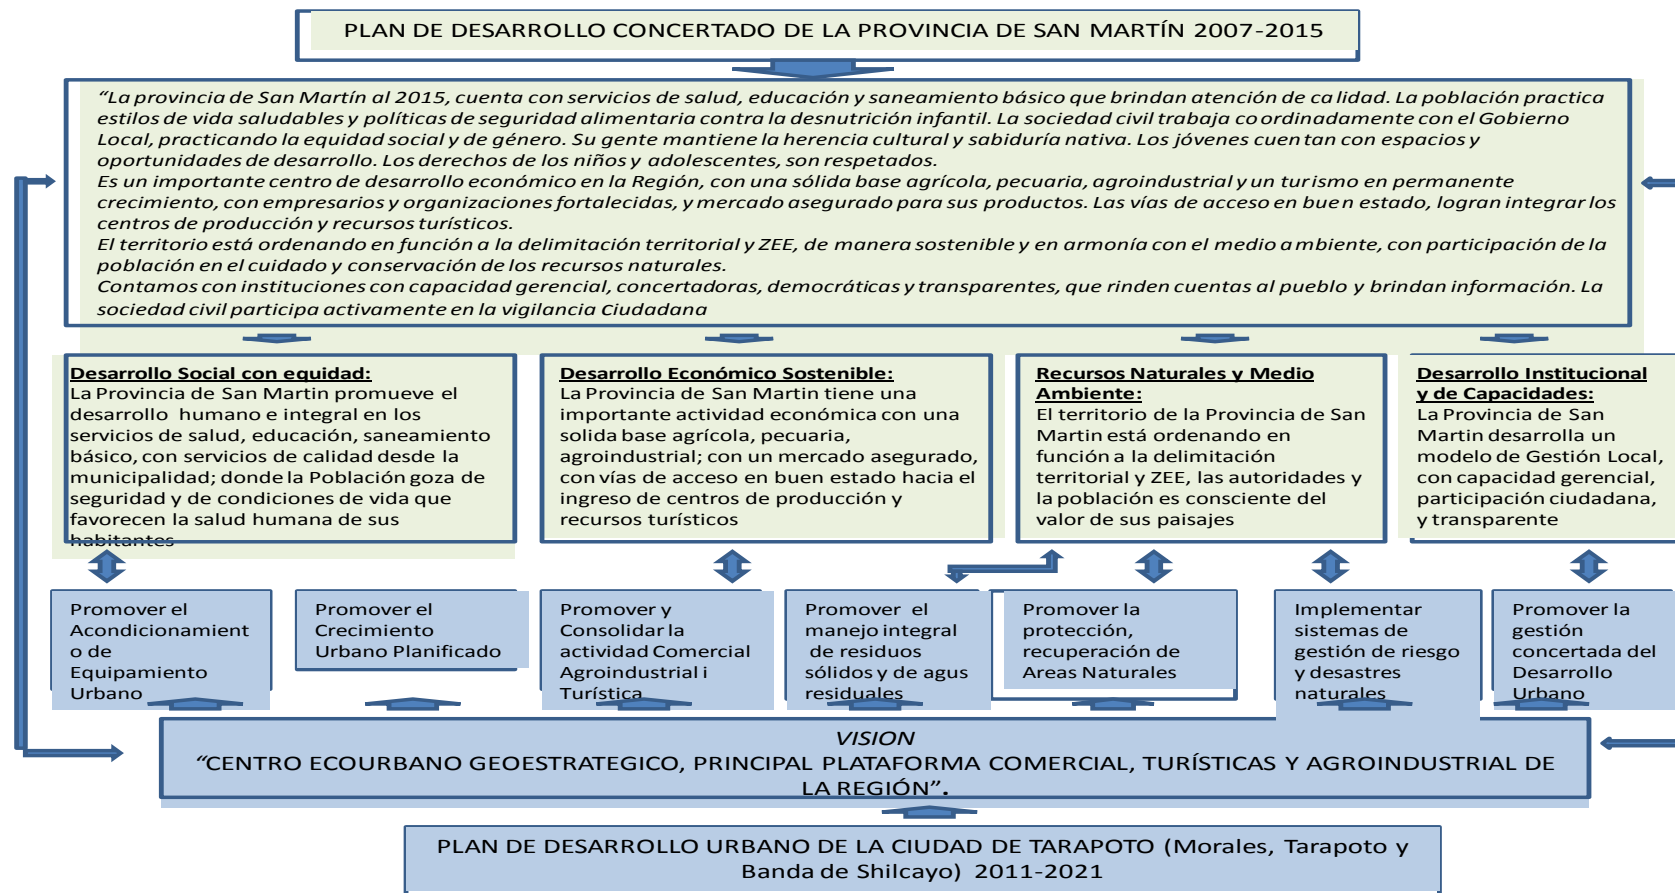 PLAN DE DESARROLLO CONCERTADO DE LA PROVINCIA DE SAN MARTÍN 2007-2015
“La provincia de San Martín al 2015, cuenta con servicios de salud, educación y saneamiento básico que brindan atención de calidad. La población practica
estilos de vida saludables y políticas de seguridad alimentaria contra la desnutrición infantil. La sociedad civil trabaja coordinadamente con el Gobierno
Local, practicando la equidad social y de género. Su gente mantiene la herencia cultural y sabiduría nativa. Los jóvenes cuentan con espacios y
oportunidades de desarrollo. Los derechos de los niños y adolescentes, son respetados.
Es un importante centro de desarrollo económico en la Región, con una sólida base agrícola, pecuaria, agroindustrial y un turismo en permanente
crecimiento, con empresarios y organizaciones fortalecidas, y mercado asegurado para sus productos. Las vías de acceso en buen estado, logran integrar los
centros de producción y recursos turísticos.
El territorio está ordenando en función a la delimitación territorial y ZEE, de manera sostenible y en armonía con el medio ambiente, con participación de la
población en el cuidado y conservación de los recursos naturales.
Contamos con instituciones con capacidad gerencial, concertadoras, democráticas y transparentes, que rinden cuentas al pueblo y brindan información. La
sociedad civil participa activamente en la vigilancia Ciudadana
Desarrollo Social con equidad:
La Provincia de San Martin promueve el
desarrollo humano e integral en los
servicios de salud, educación, saneamiento
básico, con servicios de calidad desde la
municipalidad; donde la Población goza de
seguridad y de condiciones de vida que
favorecen la salud humana de sus
habitantes
Desarrollo Económico Sostenible:
La Provincia de San Martin tiene una
importante actividad económica con una
solida base agrícola, pecuaria,
agroindustrial; con un mercado asegurado,
con vías de acceso en buen estado hacia el
ingreso de centros de producción y
recursos turísticos
Recursos Naturales y Medio
Ambiente:
El territorio de la Provincia de San
Martin está ordenando en
función a la delimitación
territorial y ZEE, las autoridades y
la población es consciente del
valor de sus paisajes
Desarrollo Institucional
y de Capacidades:
La Provincia de San
Martin desarrolla un
modelo de Gestión Local,
con capacidad gerencial,
participación ciudadana,
y transparente
Promover el
Acondicionamient
o de
Equipamiento
Urbano
Promover el
Crecimiento
Urbano Planificado
Promover y
Consolidar la
actividad Comercial
Agroindustrial i
Turística
Promover el
manejo integral
de residuos
sólidos y de agus
residuales
Promover la
protección,
recuperación de
Areas Naturales
Implementar
sistemas de
gestión de riesgo
y desastres
naturales
Promover la
gestión
concertada del
Desarrollo
Urbano
VISION
“CENTRO ECOURBANO GEOESTRATEGICO, PRINCIPAL PLATAFORMA COMERCIAL, TURÍSTICAS Y AGROINDUSTRIAL DE
LA REGIÓN”.
PLAN DE DESARROLLO URBANO DE LA CIUDAD DE TARAPOTO (Morales, Tarapoto y
Banda de Shilcayo) 2011-2021